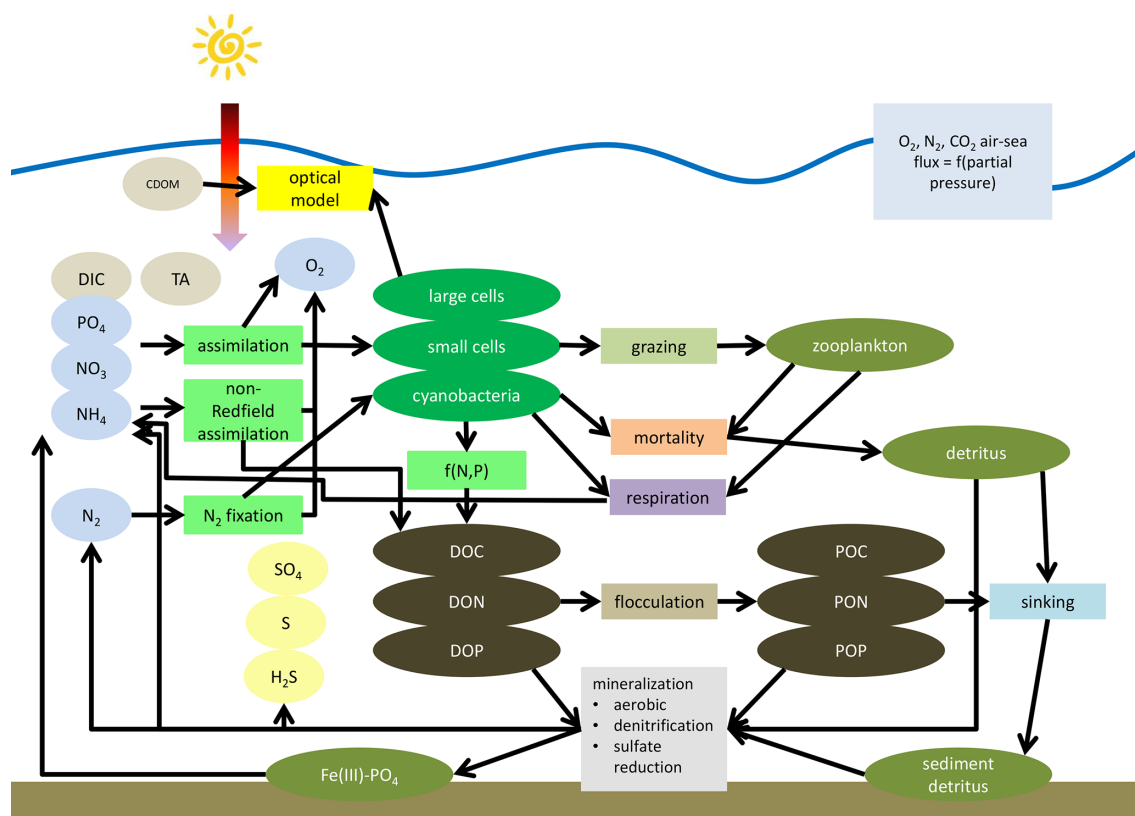 O₂, N₂, CO₂ air-sea
flux = f(partial
pressure)
CDOM
optical
model
DIC
TA
O₂
PO₄
NO₃
NH₄
assimilation
non-
Redfield
assimilation
large cells
small cells
cyanobacteria
grazing
zooplankton
mortality
detritus
f(N,P)
respiration
N₂
N₂ fixation
SO₄
S
H₂S
DOC
DON
DOP
flocculation
POC
PON
POP
sinking
mineralization
• aerobic
• denitrification
• sulfate
reduction
Fe(III)-PO₄
sediment
detritus